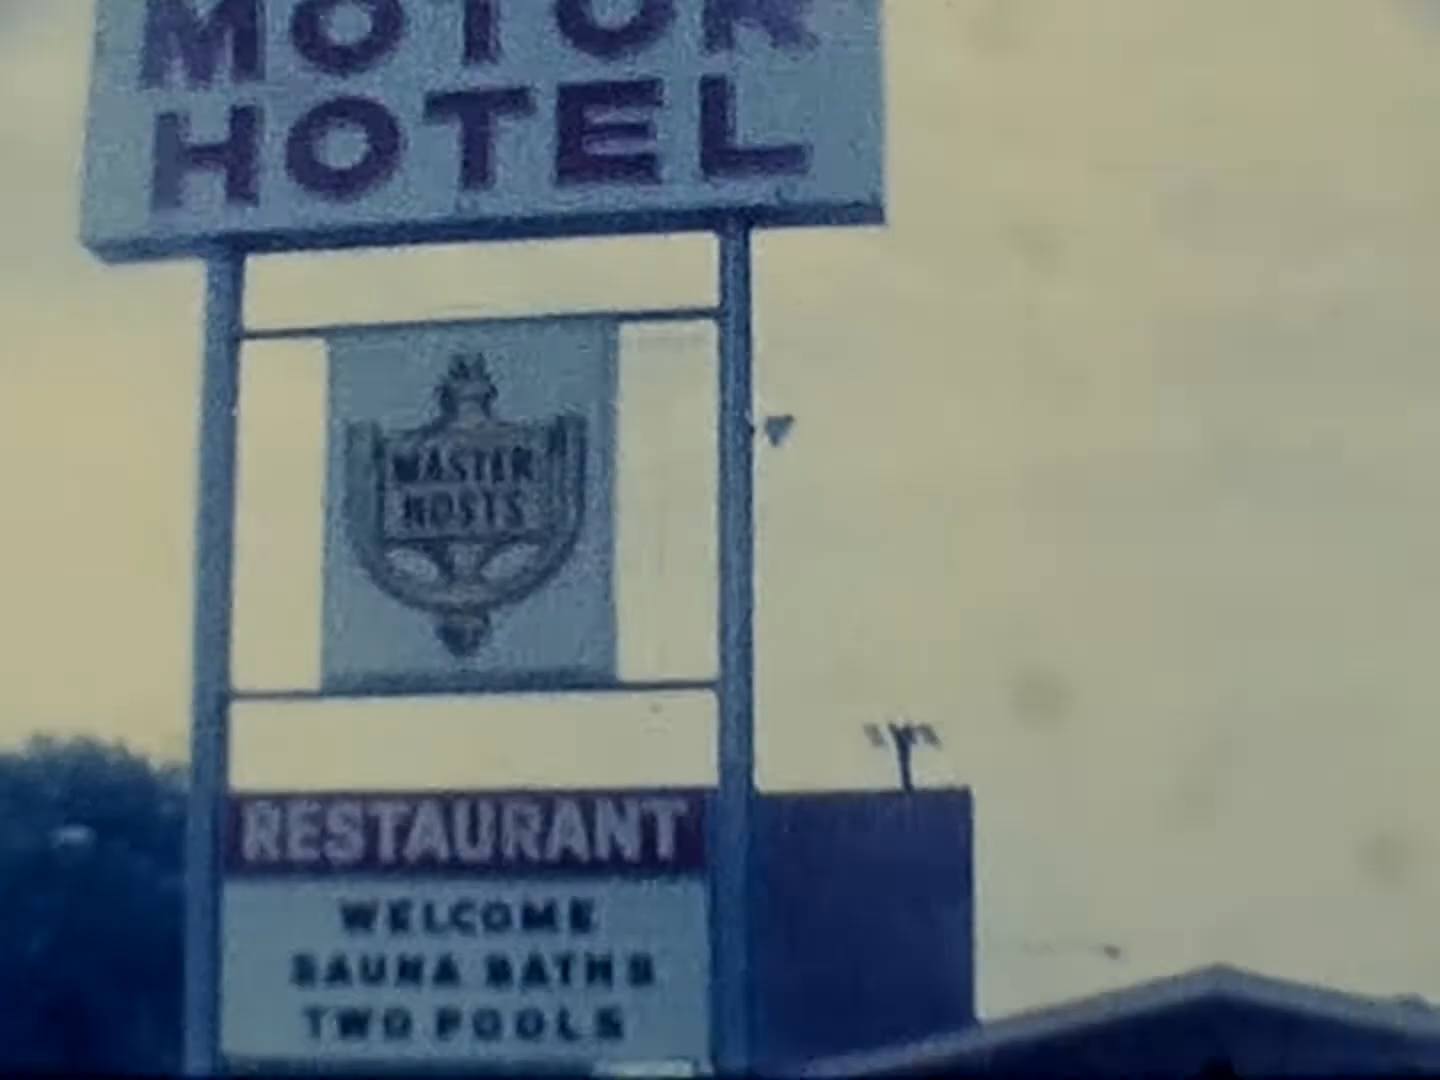 MOTOR
HOTEL
MASTER
HOSTS
RESTAURANT
WELCOME
SAUNA BATHS
TWO POOLS